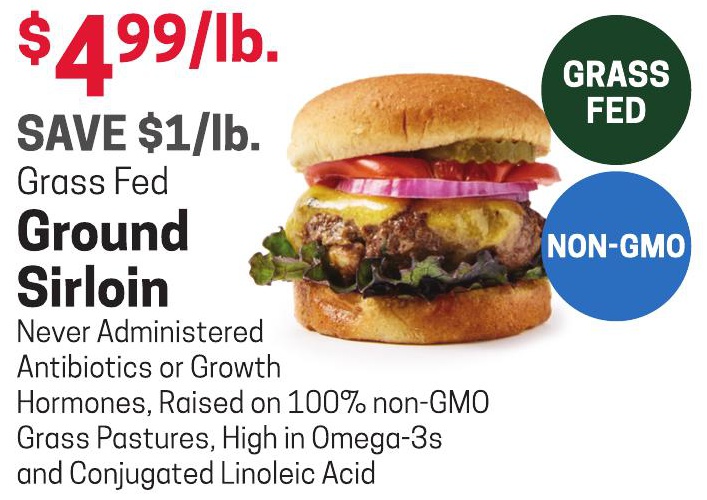 $4.99/lb.
SAVE $1/lb.
Grass Fed
Ground
Sirloin
Never Administered
Antibiotics or Growth
Hormones, Raised on 100% non-GMO
Grass Pastures, High in Omega-3s
and Conjugated Linoleic Acid
GRASS
FED
NON-GMO